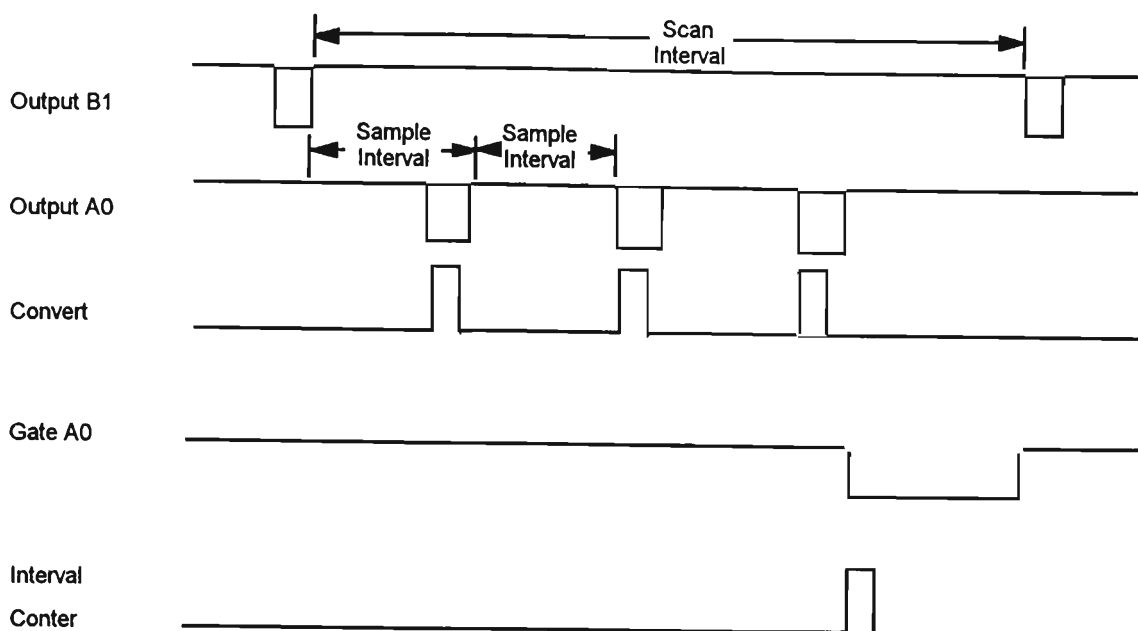 Scan
Interval
Output B1
Sample
Interval
Sample
Interval
Output A0
Convert
Gate A0
Interval
Conter